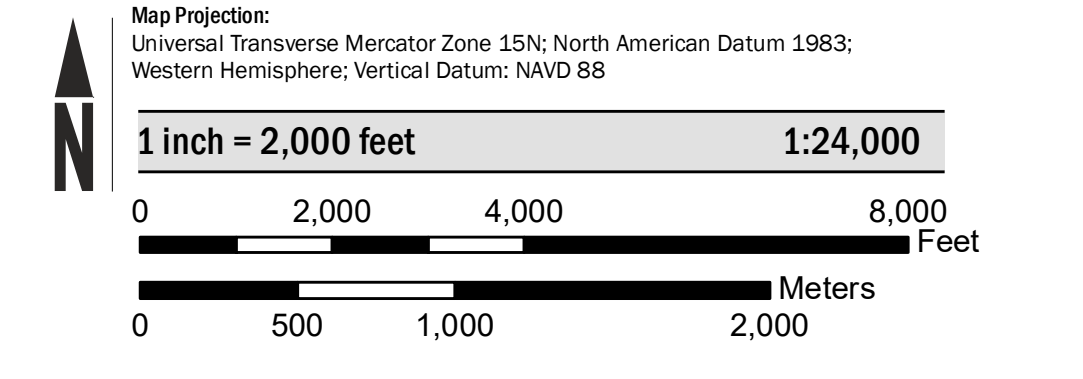 Map Projection:
Universal Transverse Mercator Zone 15N; North American Datum 1983;
Western Hemisphere; Vertical Datum: NAVD 88
N
1 inch = 2,000 feet 1:24,000
0 2,000 4,000 8,000
Feet
Meters
0 500 1,000 2,000